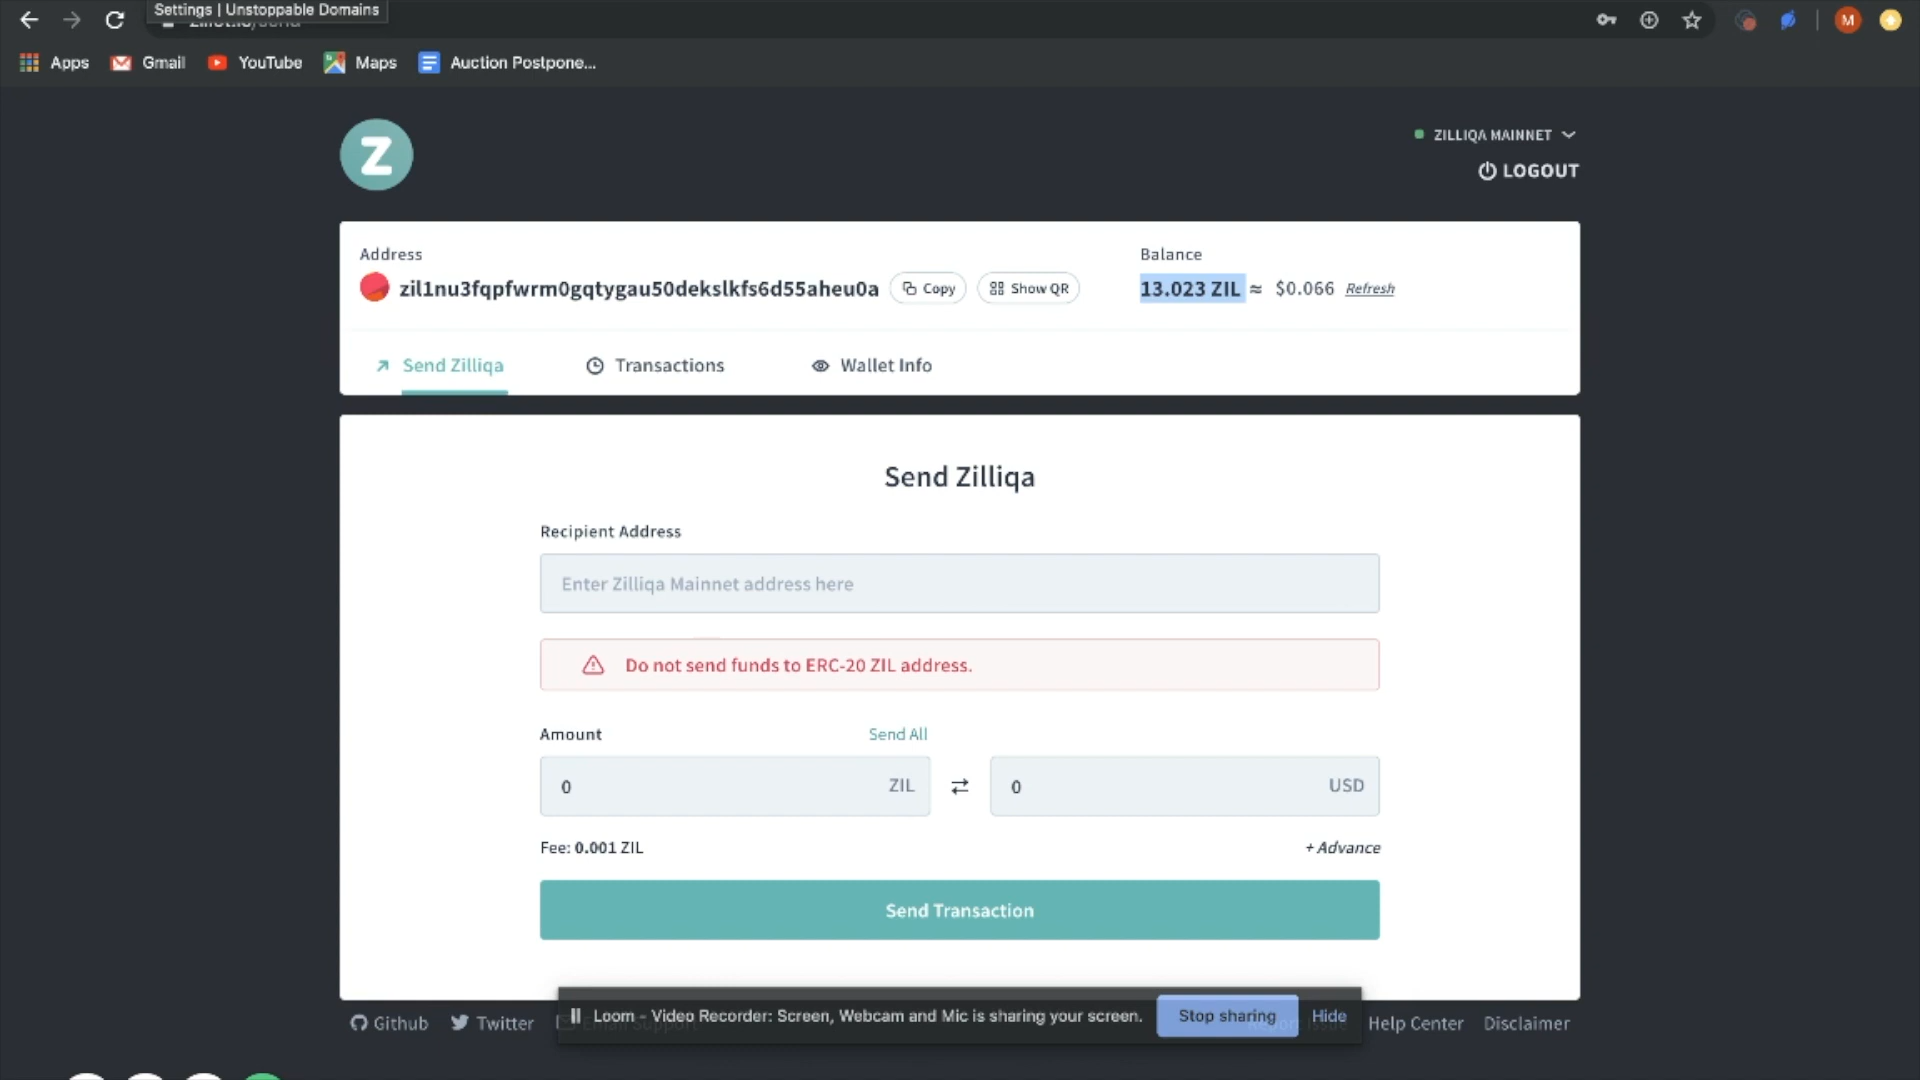 Settings | Unstoppable Domains
Apps Gmail YouTube Maps Auction Postpone...
M
Z
ZILLIQA MAINNET
LOGOUT
Address
Balance
zil1nu3fqpfwrm0gqtygau50dekslkfs6d55aheu0a Copy Show QR
13.023 ZIL ≈ $0.066 Refresh
Send Zilliqa Transactions Wallet Info
Send Zilliqa
Recipient Address
Enter Zilliqa Mainnet address here
Do not send funds to ERC-20 ZIL address.
Amount Send All
0 ZIL 0 USD
Fee: 0.001 ZIL + Advance
Send Transaction
Loom - Video Recorder: Screen, Webcam and Mic is sharing your screen. Stop sharing Hide
Github Twitter Email Support Help Center Disclaimer